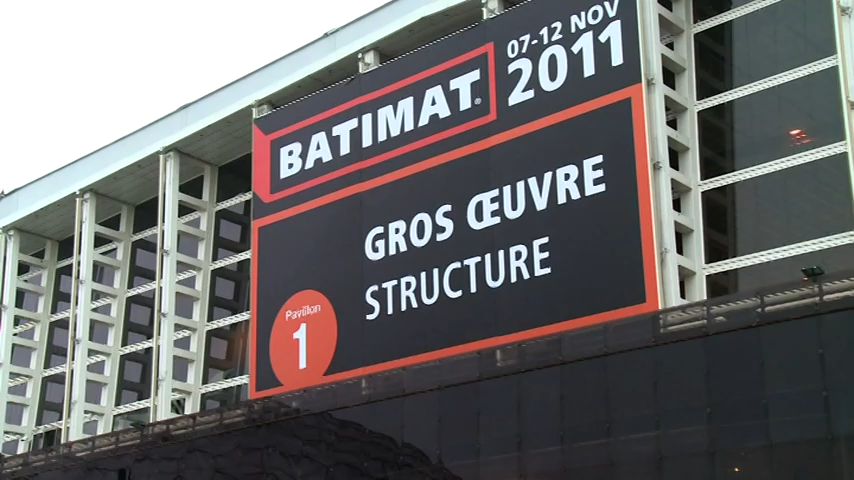 BATIMAT®
07-12 NOV
2011
GROS ŒUVRE
STRUCTURE
Pavillon
1